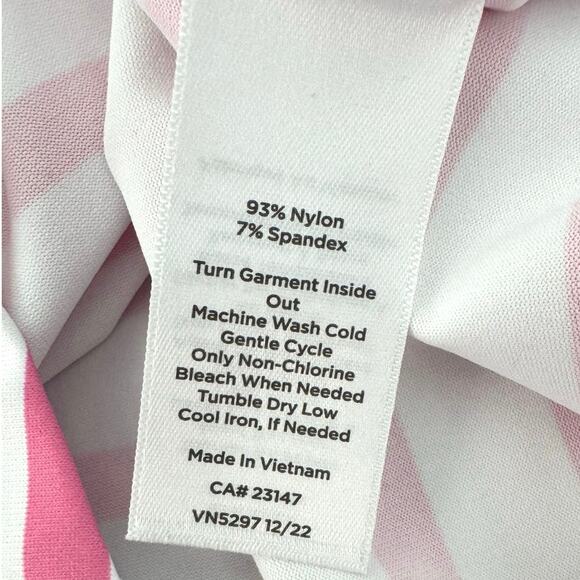 93% Nylon
7% Spandex
Turn Garment Inside
Out
Machine Wash Cold
Gentle Cycle
Only Non-Chlorine
Bleach When Needed
Tumble Dry Low
Cool Iron, If Needed
Made In Vietnam
CA# 23147
VN5297 12/22